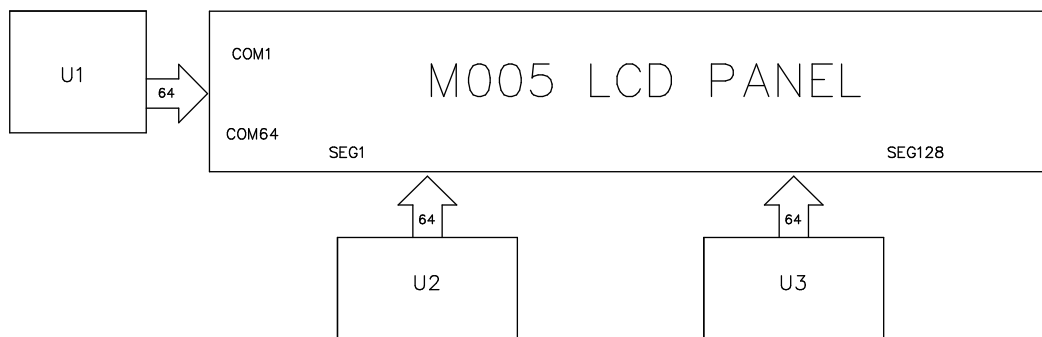 U1
64
COM1
M005 LCD PANEL
COM64
SEG1
SEG128
64
64
U2
U3